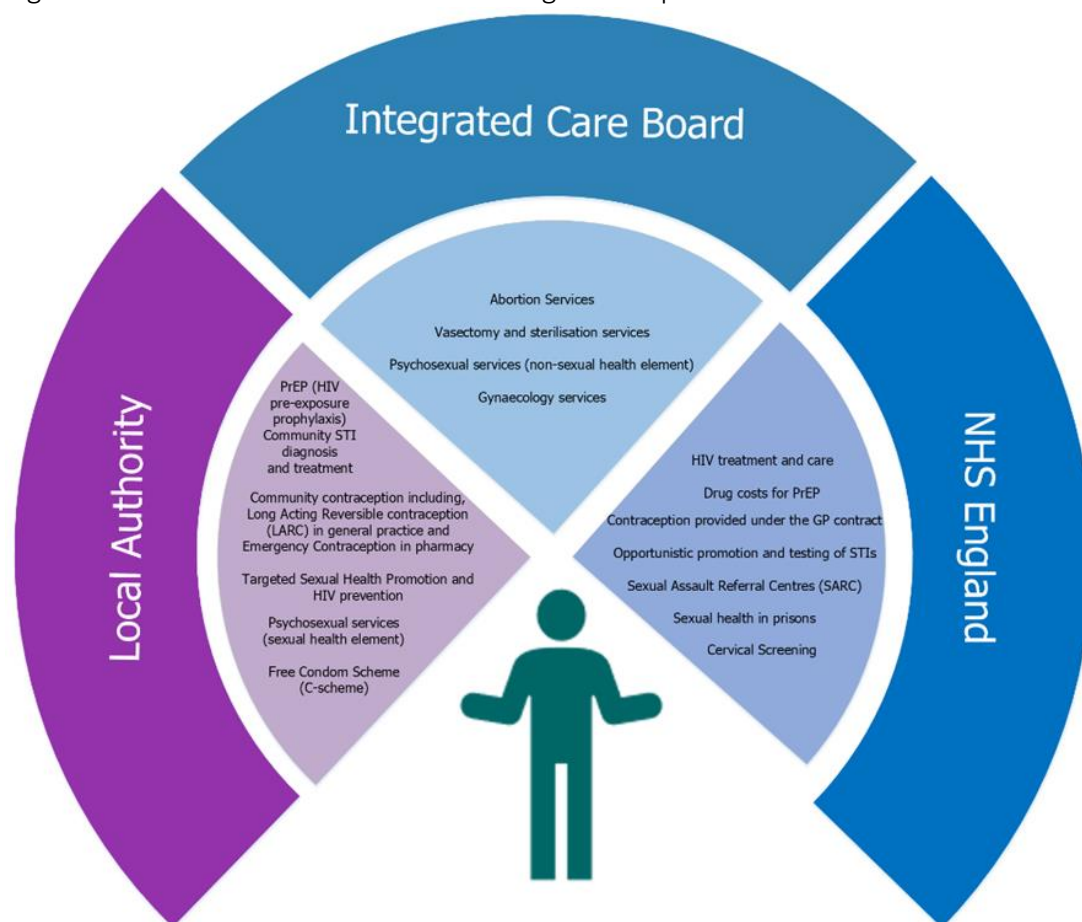 Integrated Care Board
Abortion Services
Vasectomy and sterilisation services
Psychosexual services (non-sexual health element)
Gynaecology services
Local Authority
PrEP (HIV
pre-exposure
prophylaxis)
Community STI
diagnosis
and treatment
Community contraception including,
Long Acting Reversible contraception
(LARC) in general practice and
Emergency Contraception in pharmacy
Targeted Sexual Health Promotion and
HIV prevention
Psychosexual services
(sexual health element)
Free Condom Scheme
(C-scheme)
NHS England
HIV treatment and care
Drug costs for PrEP
Contraception provided under the GP contract
Opportunistic promotion and testing of STIs
Sexual Assault Referral Centres (SARC)
Sexual health in prisons
Cervical Screening